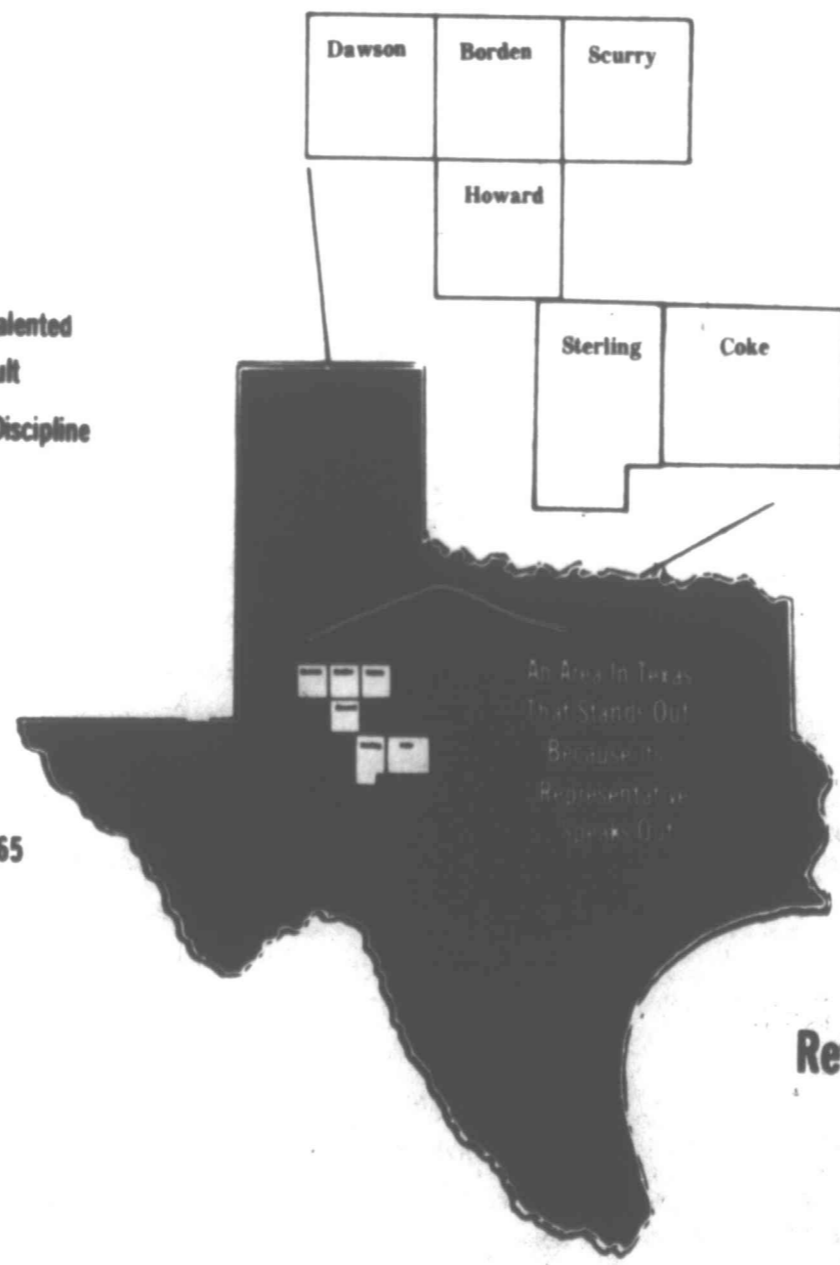 Dawson Borden Scurry
Howard
Sterling Coke
alented
ult
Discipline
An Area In Texas
That Stands Out
Because It
Representative
Speaks Out
65
Re